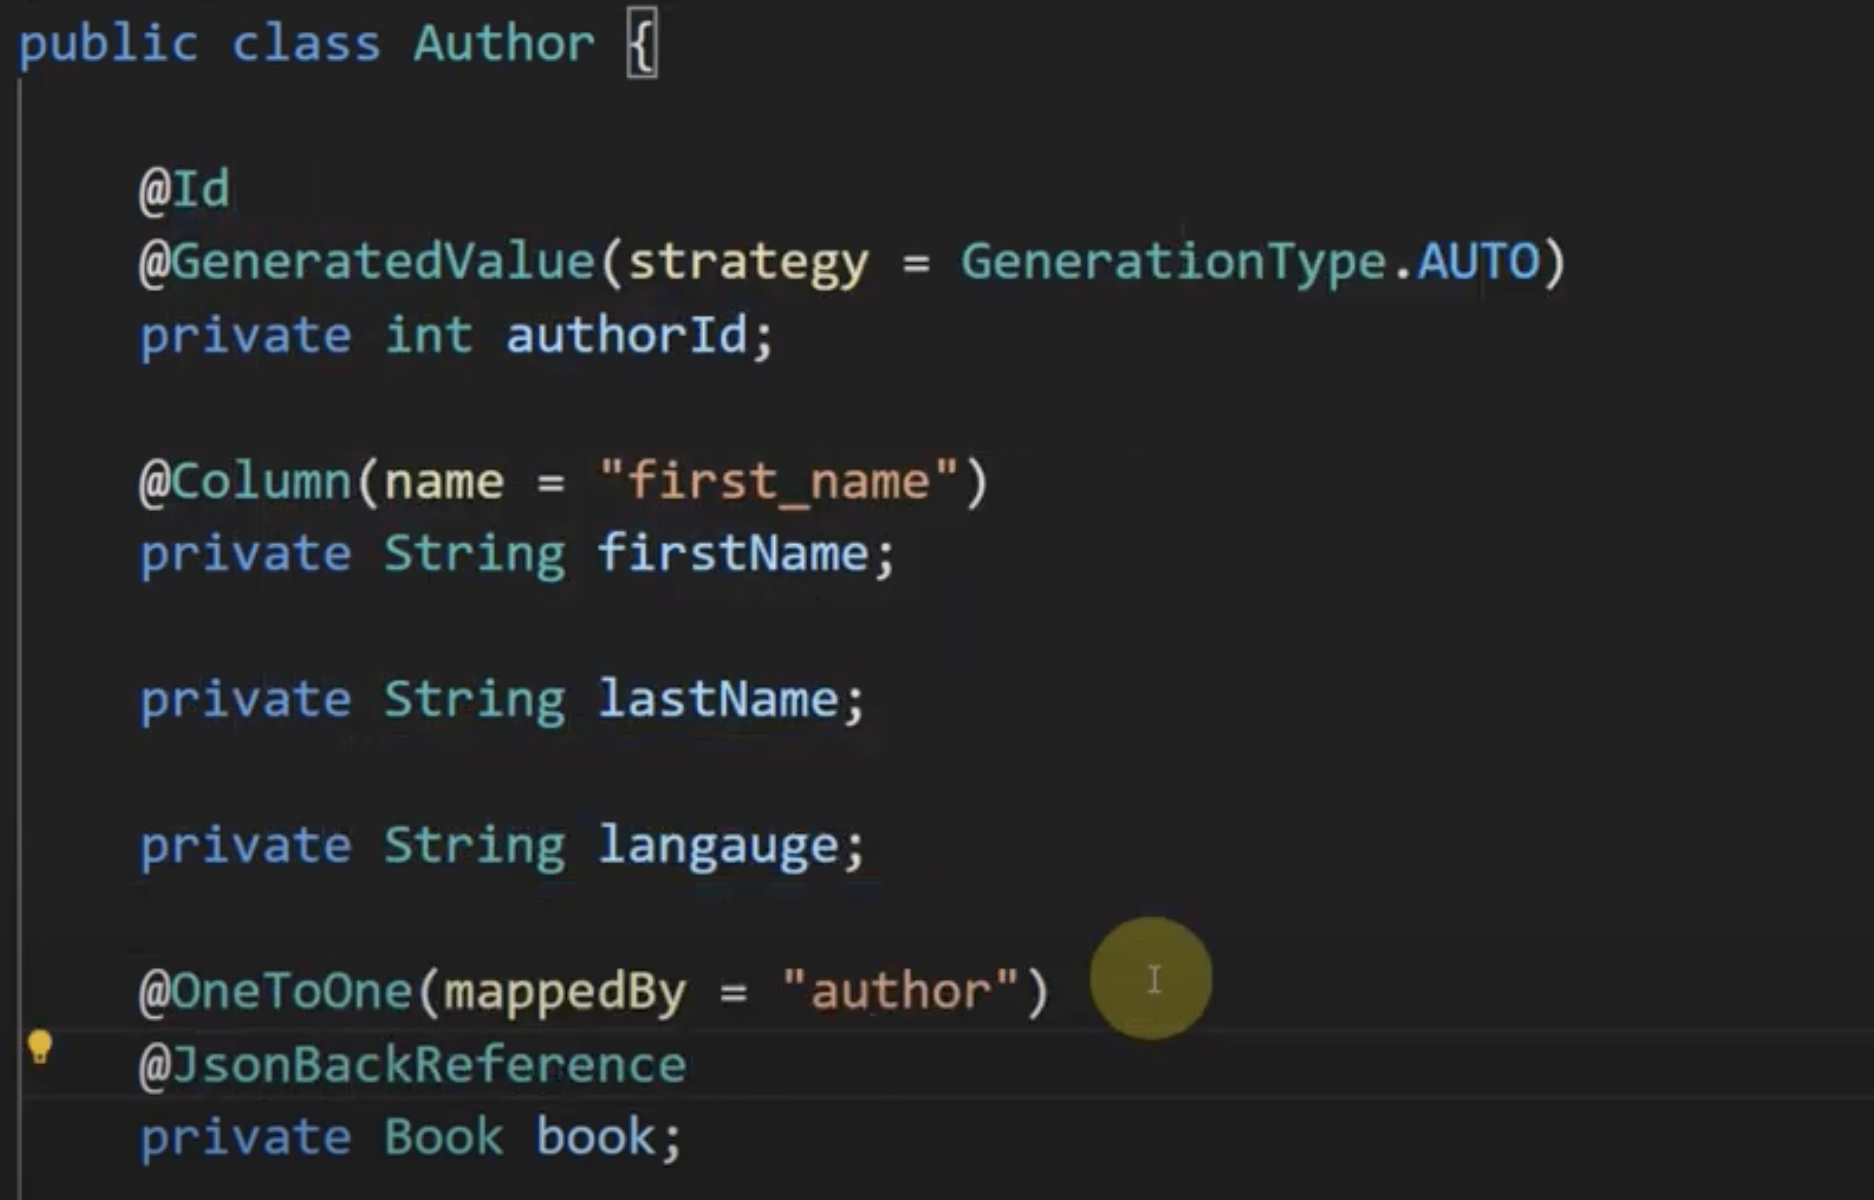 public class Author {
@Id
@GeneratedValue(strategy = GenerationType.AUTO)
private int authorId;
@Column(name = "first_name")
private String firstName;
private String lastName;
private String langauge;
@OneToOne(mappedBy = "author")
@JsonBackReference
private Book book;